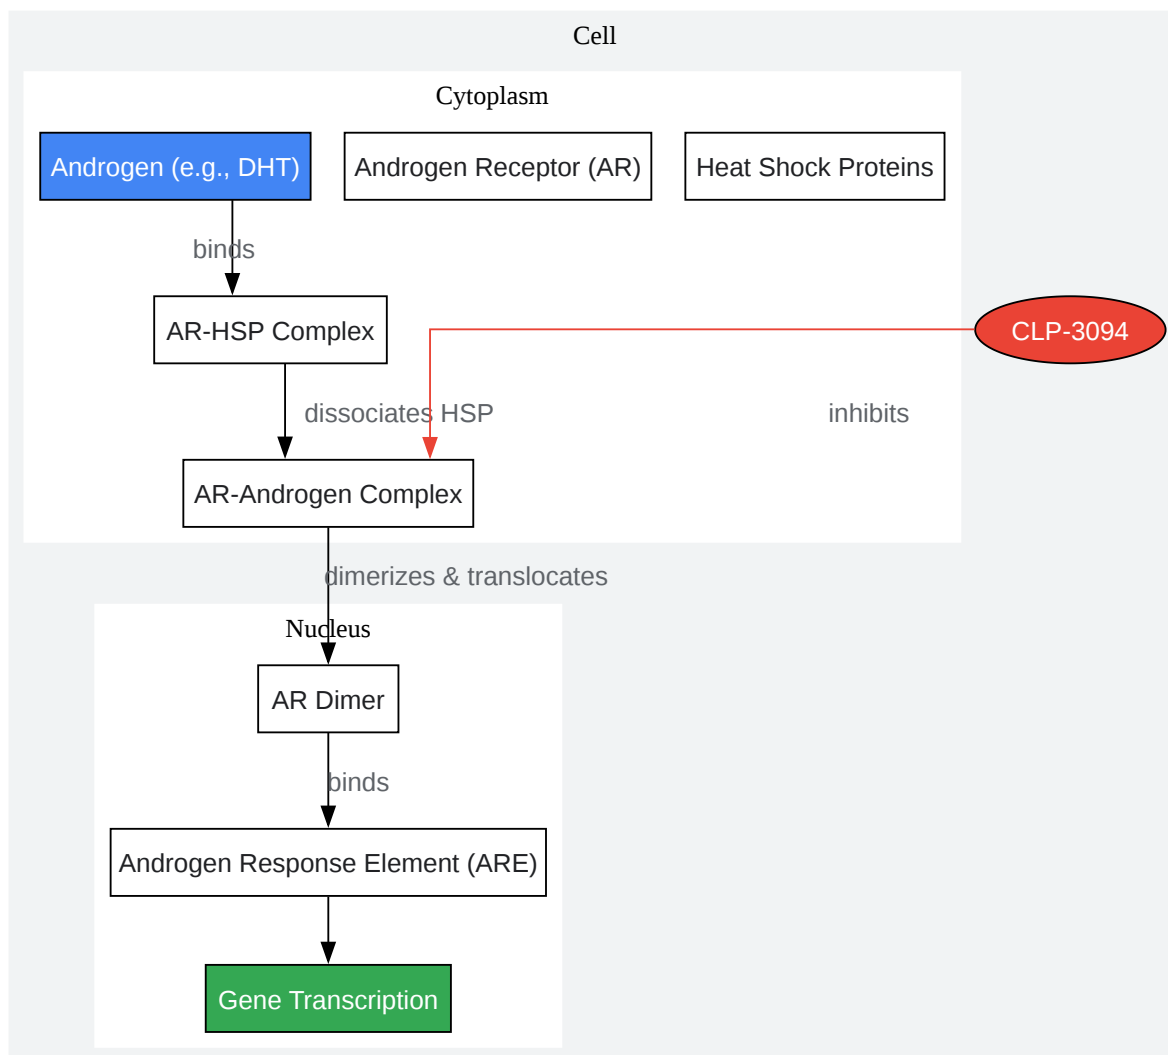 Cell
Cytoplasm
Androgen (e.g., DHT)
Androgen Receptor (AR)
Heat Shock Proteins
binds
AR-HSP Complex
CLP-3094
dissociates HSP
inhibits
AR-Androgen Complex
dimerizes & translocates
Nucleus
AR Dimer
binds
Androgen Response Element (ARE)
Gene Transcription